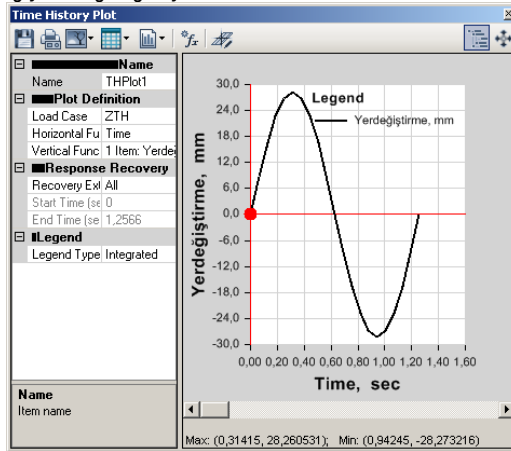 Time History Plot
Name
Name THPlot1
Plot Definition
Load Case ZTH
Horizontal Fu Time
Vertical Func 1 Item: Yerdeğ
Response Recovery
Recovery Ext All
Start Time (se 0
End Time (se 1,2566
Legend
Legend Type Integrated
Name
Item name
30,0
24,0
18,0
12,0
6,0
0,0
-6,0
-12,0
-18,0
-24,0
-30,0
Yerdeğiştirme, mm
Legend
Yerdeğiştirme, mm
0,00 0,20 0,40 0,60 0,80 1,00 1,20 1,40 1,60
Time, sec
Max: (0,31415, 28,260531); Min: (0,94245, -28,273216)